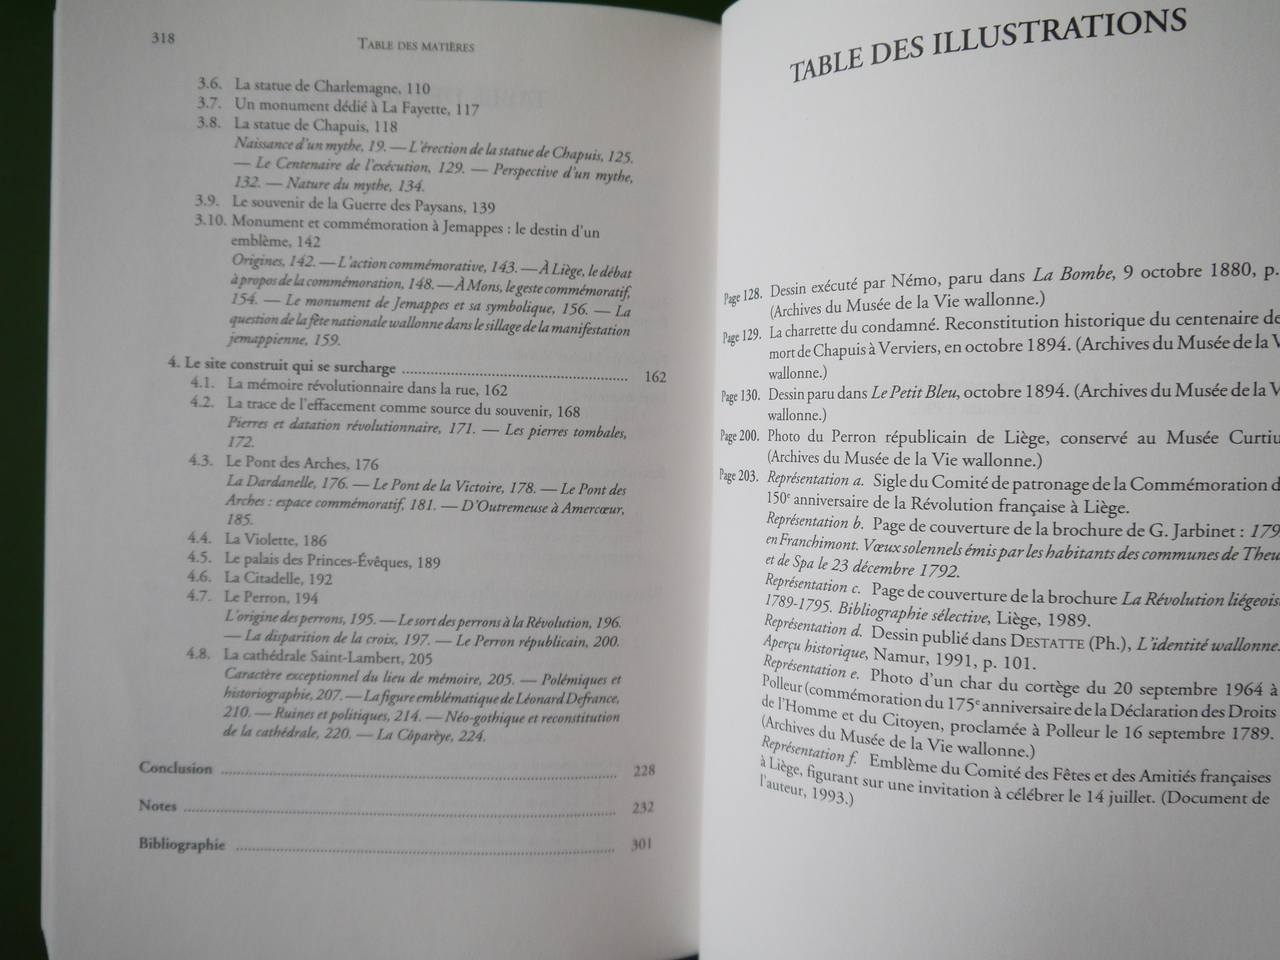 318
TABLE DES MATIÈRES
3.6. La statue de Charlemagne, 110
3.7. Un monument dédié à La Fayette, 117
3.8. La statue de Chapuis, 118
Naissance d'un mythe, 19. — L'érection de la statue de Chapuis, 125.
— Le Centenaire de l'exécution, 129. — Perspective d'un mythe,
132. — Nature du mythe, 134.
3.9. Le souvenir de la Guerre des Paysans, 139
3.10. Monument et commémoration à Jemappes : le destin d'un
emblème, 142
Origines, 142. — L'action commémorative, 143. — À Liège, le débat
à propos de la commémoration, 148. — À Mons, le geste commémoratif,
154. — Le monument de Jemappes et sa symbolique, 156. — La
question de la fête nationale wallonne dans le sillage de la manifestation
jemappienne, 159.
4. Le site construit qui se surcharge ........................................ 162
4.1. La mémoire révolutionnaire dans la rue, 162
4.2. La trace de l'effacement comme source du souvenir, 168
Pierres et datation révolutionnaire, 171. — Les pierres tombales,
172.
4.3. Le Pont des Arches, 176
La Dardanelle, 176. — Le Pont de la Victoire, 178. — Le Pont des
Arches : espace commémoratif, 181. — D'Outremeuse à Amercœur,
185.
4.4. La Violette, 186
4.5. Le palais des Princes-Évêques, 189
4.6. La Citadelle, 192
4.7. Le Perron, 194
L'origine des perrons, 195. — Le sort des perrons à la Révolution, 196.
— La disparition de la croix, 197. — Le Perron républicain, 200.
4.8. La cathédrale Saint-Lambert, 205
Caractère exceptionnel du lieu de mémoire, 205. — Polémiques et
historiographie, 207. — La figure emblématique de Léonard Defrance,
210. — Ruines et politiques, 214. — Néo-gothique et reconstitution
de la cathédrale, 220. — La Côparèye, 224.
Conclusion ........................................ 228
Notes ........................................ 232
Bibliographie ........................................ 301
TABLE DES ILLUSTRATIONS
Page 128. Dessin exécuté par Némo, paru dans La Bombe, 9 octobre 1880, p.
(Archives du Musée de la Vie wallonne.)
Page 129. La charrette du condamné. Reconstitution historique du centenaire de
mort de Chapuis à Verviers, en octobre 1894. (Archives du Musée de la V
wallonne.)
Page 130. Dessin paru dans Le Petit Bleu, octobre 1894. (Archives du Musée de la V
wallonne.)
Page 200. Photo du Perron républicain de Liège, conservé au Musée Curtiu
(Archives du Musée de la Vie wallonne.)
Page 203. Représentation a. Sigle du Comité de patronage de la Commémoration d
150e anniversaire de la Révolution française à Liège.
Représentation b. Page de couverture de la brochure de G. Jarbinet : 179
en Franchimont. Vœux solennels émis par les habitants des communes de Theu
et de Spa le 23 décembre 1792.
Représentation c. Page de couverture de la brochure La Révolution liégeois
1789-1795. Bibliographie sélective, Liège, 1989.
Représentation d. Dessin publié dans DESTATTE (Ph.), L'identité wallonne.
Aperçu historique, Namur, 1991, p. 101.
Représentation e. Photo d'un char du cortège du 20 septembre 1964 à
Polleur (commémoration du 175e anniversaire de la Déclaration des Droits
de l'Homme et du Citoyen, proclamée à Polleur le 16 septembre 1789.
(Archives du Musée de la Vie wallonne.)
Représentation f. Emblème du Comité des Fêtes et des Amitiés françaises
à Liège, figurant sur une invitation à célébrer le 14 juillet. (Document de
l'auteur, 1993.)